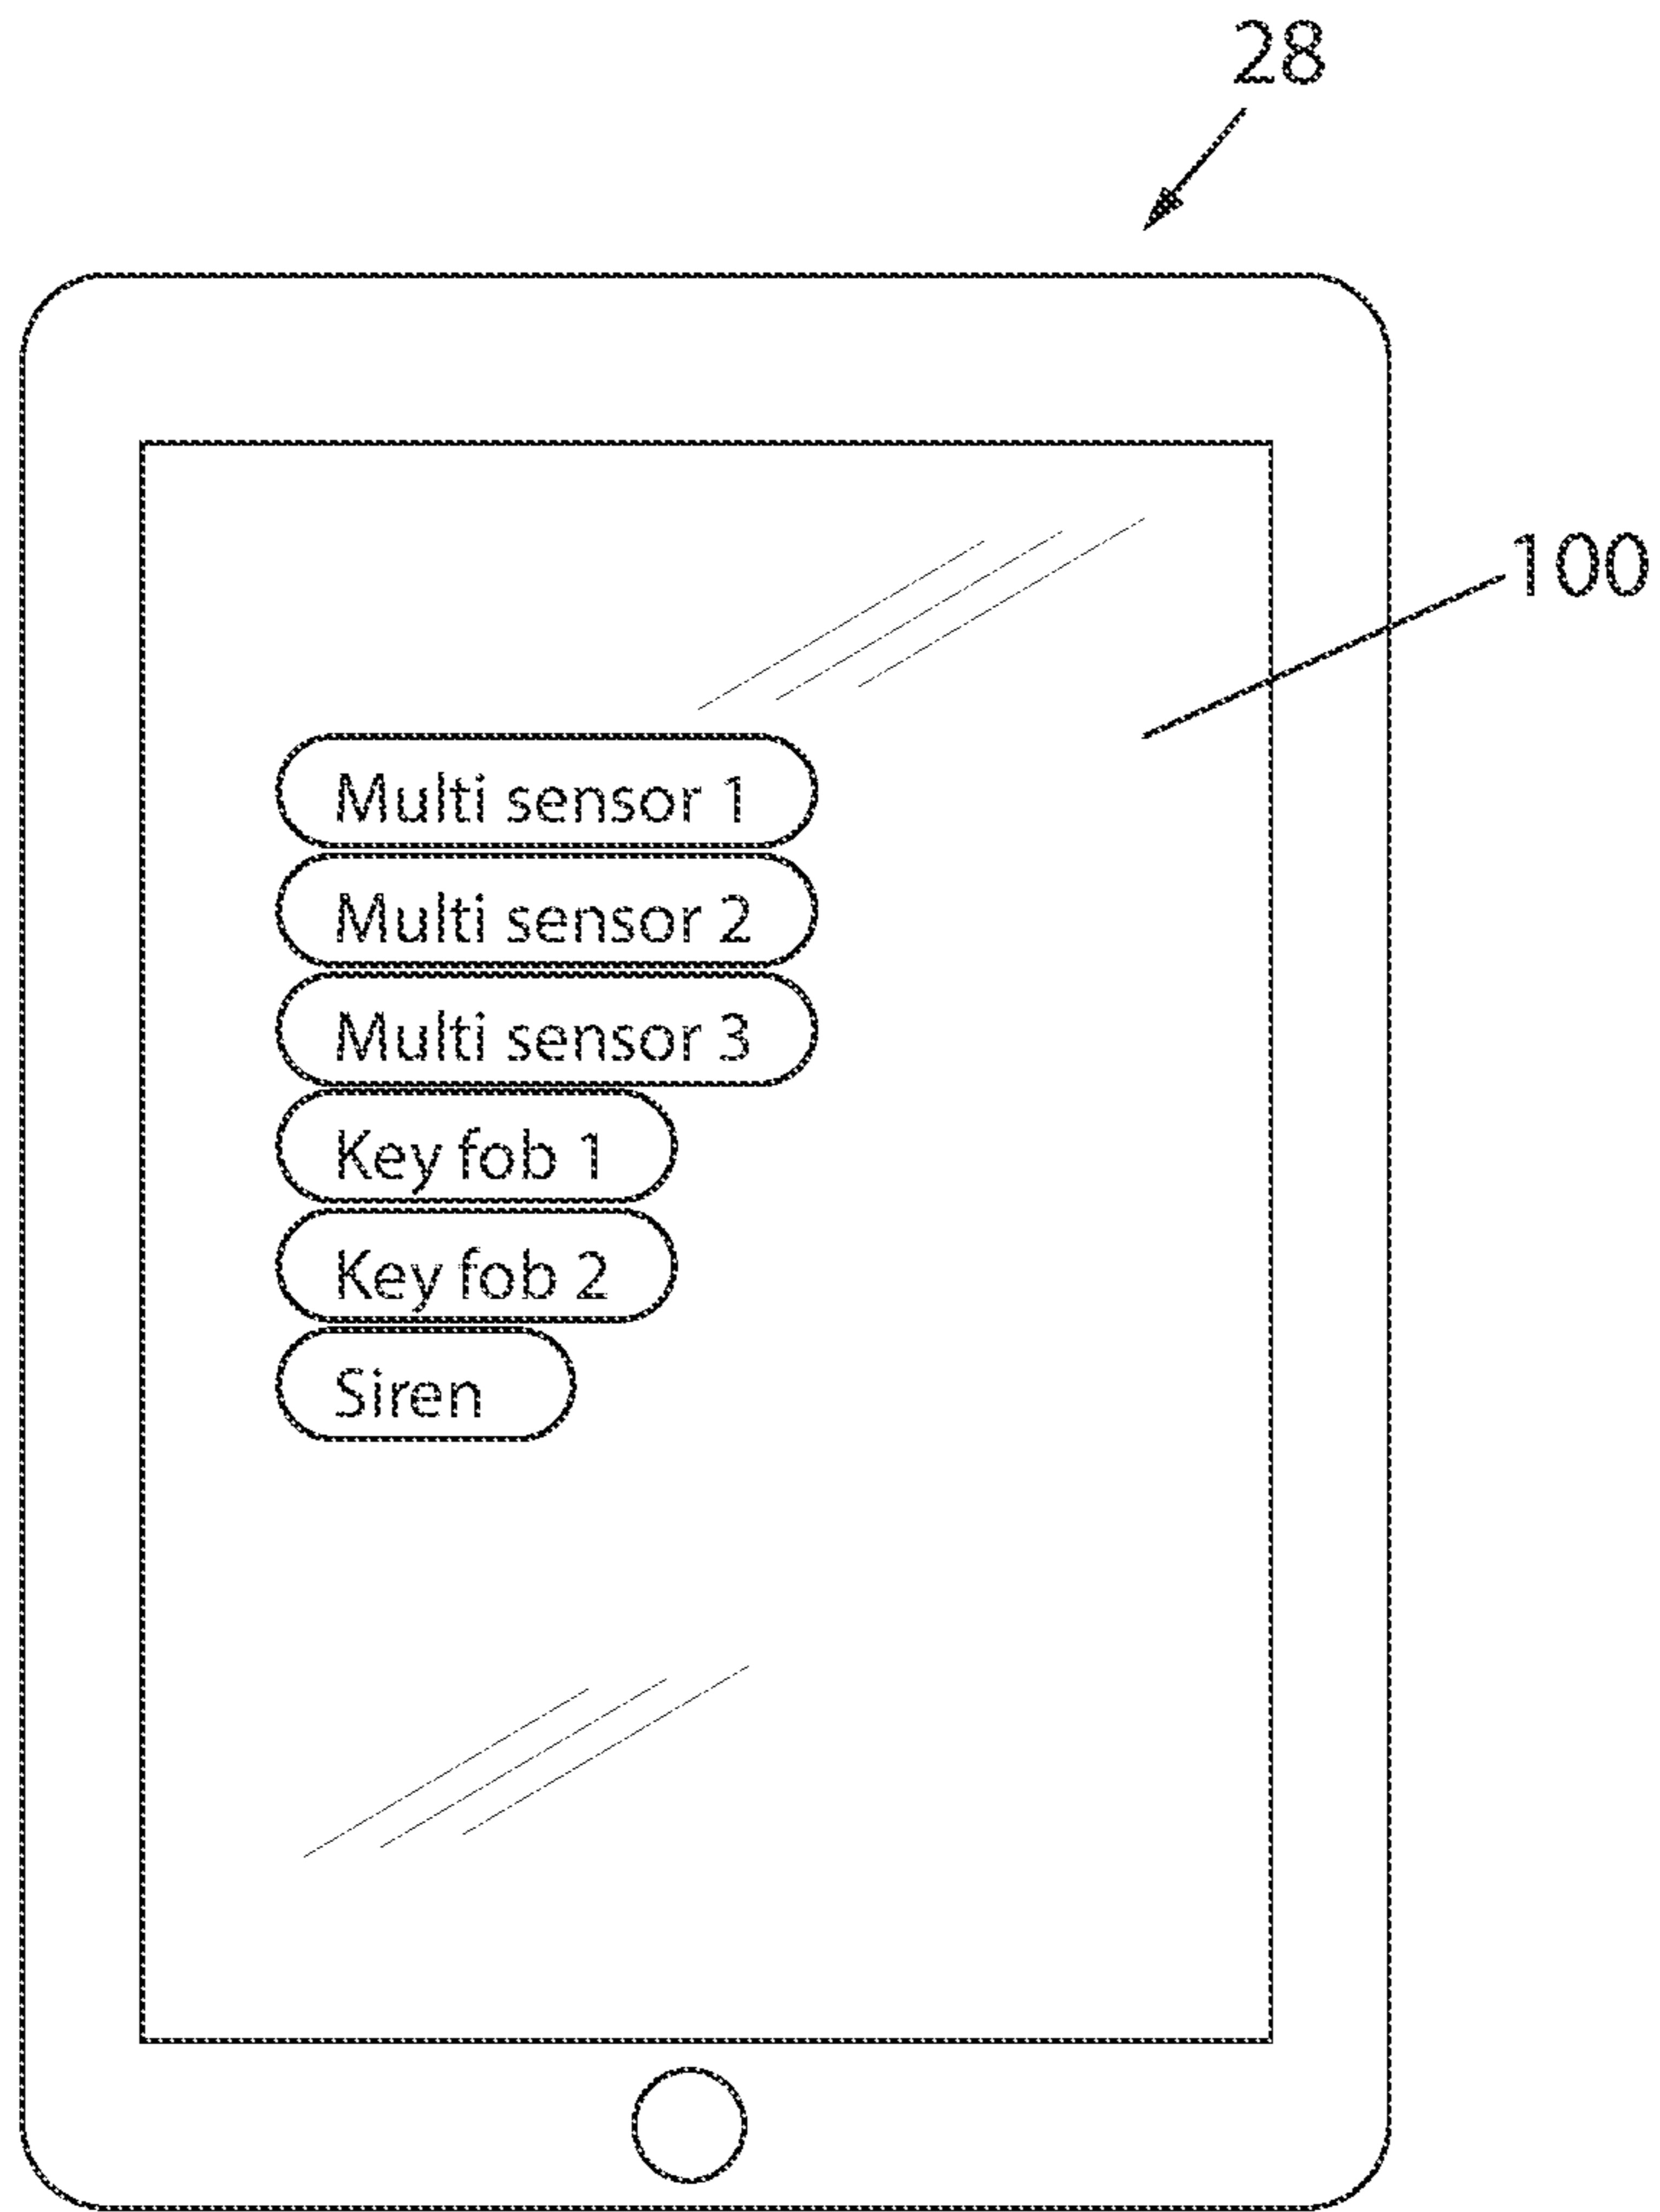 28
100
Multi sensor 1
Multi sensor 2
Multi sensor 3
Key fob 1
Key fob 2
Siren